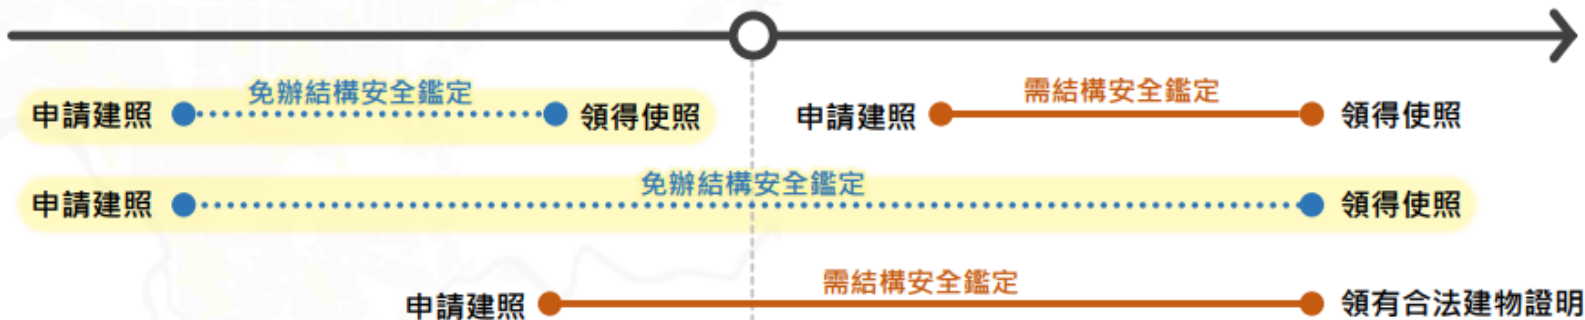 免辦結構安全鑑定
需結構安全鑑定
申請建照 領得使照 申請建照 領得使照
免辦結構安全鑑定
申請建照 領得使照
需結構安全鑑定
申請建照 領有合法建物證明